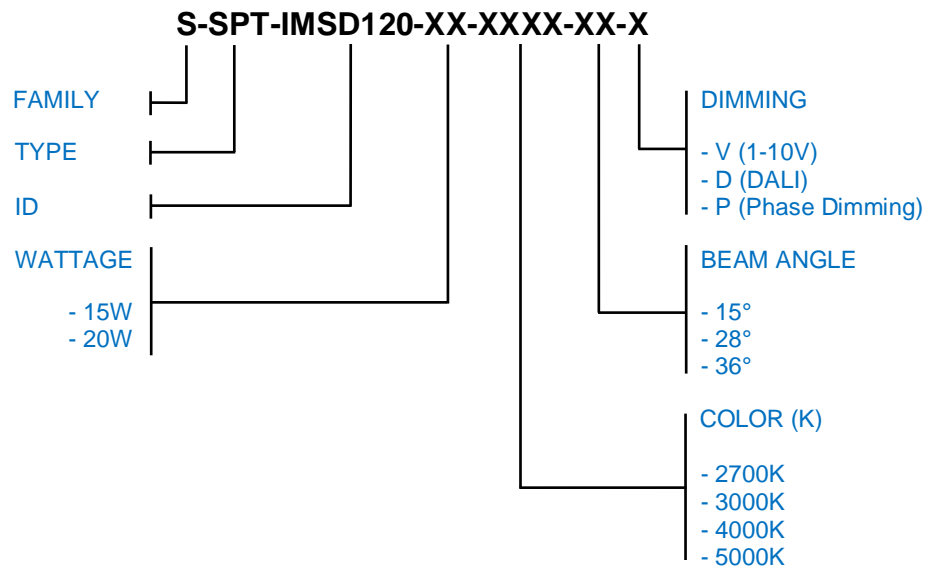 S-SPT-IMSD120-XX-XXXX-XX-X
FAMILY
TYPE
ID
WATTAGE
- 15W
- 20W
DIMMING
- V (1-10V)
- D (DALI)
- P (Phase Dimming)
BEAM ANGLE
- 15°
- 28°
- 36°
COLOR (K)
- 2700K
- 3000K
- 4000K
- 5000K